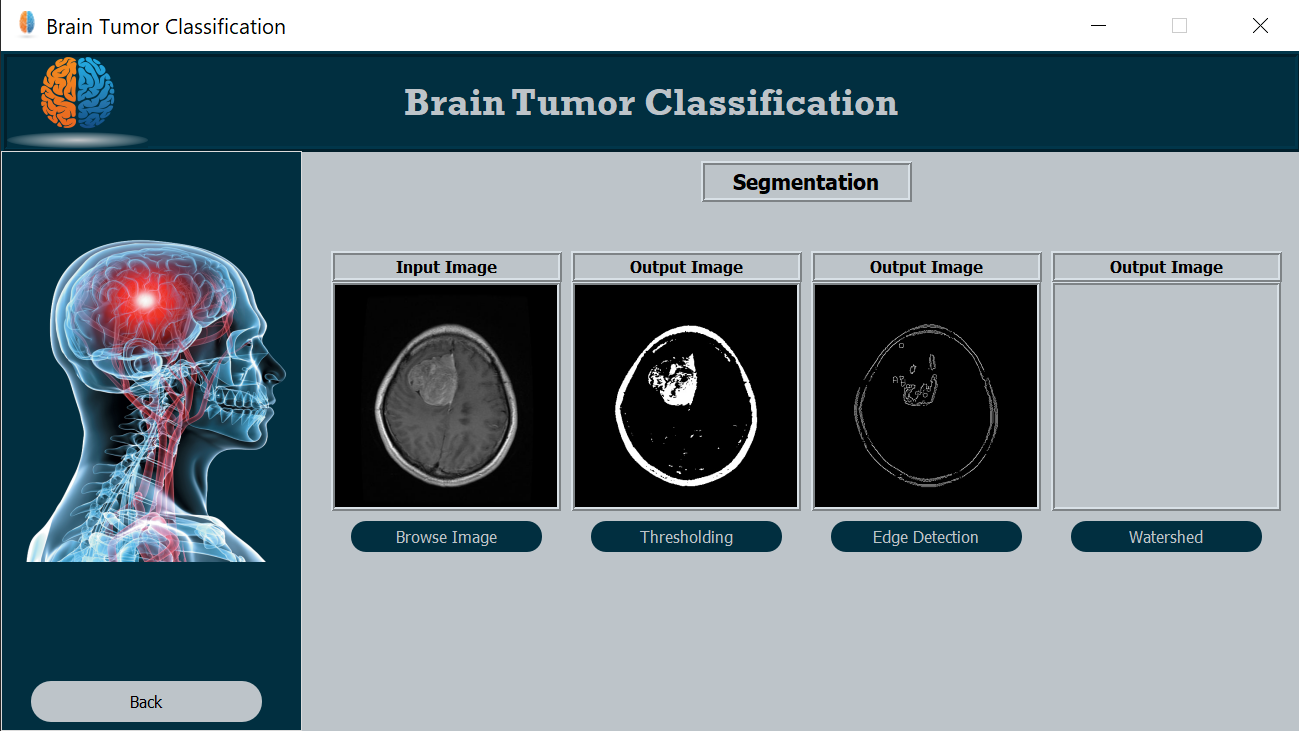 Brain Tumor Classification
Brain Tumor Classification
Segmentation
Input Image
Output Image
Output Image
Output Image
Browse Image
Thresholding
Edge Detection
Watershed
Back